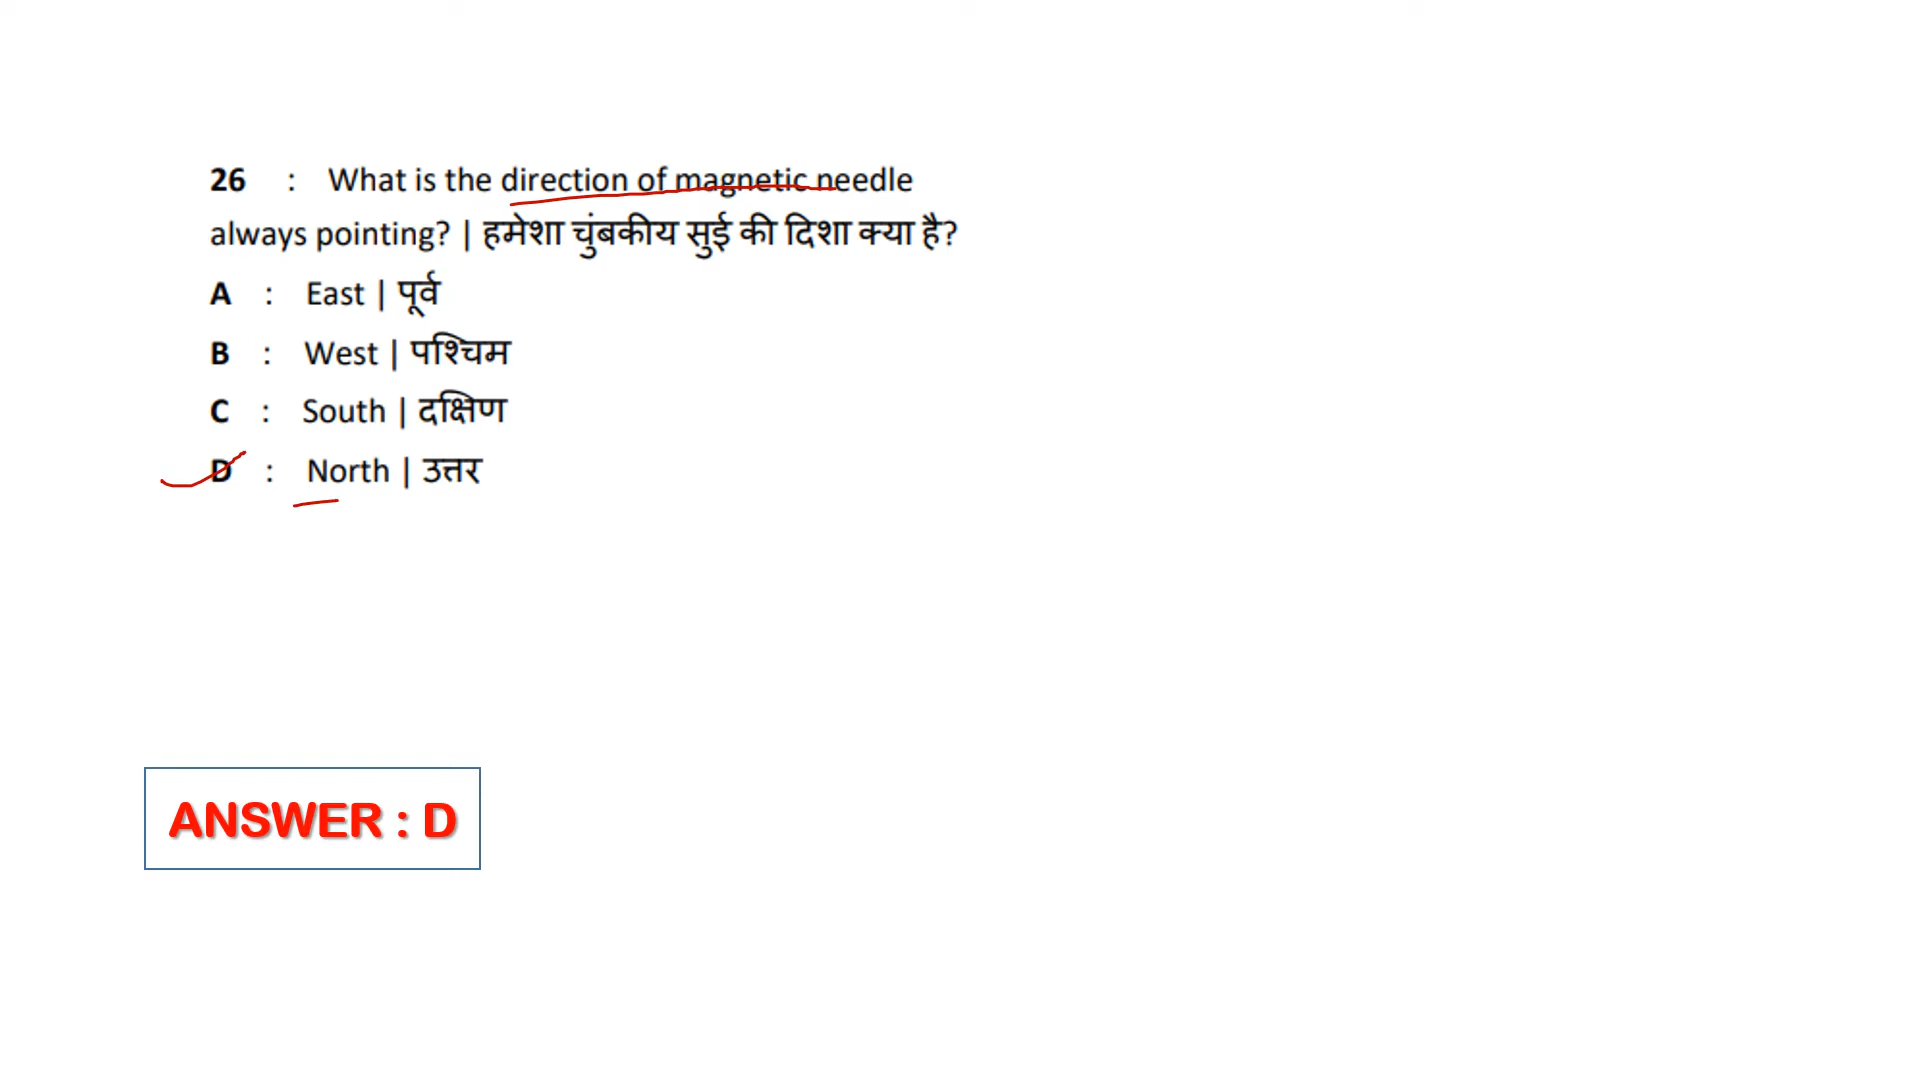 26 : What is the direction of magnetic needle
always pointing? | हमेशा चुंबकीय सुई की दिशा क्या है?
A : East | पूर्व
B : West | पश्चिम
C : South | दक्षिण
D : North | उत्तर
ANSWER : D